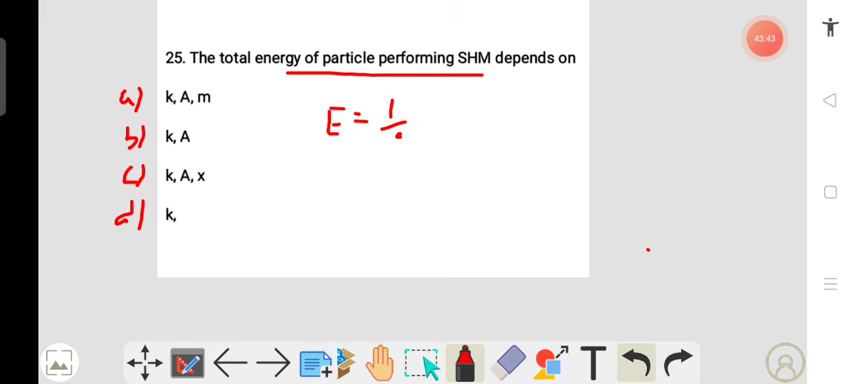 43:43
25. The total energy of particle performing SHM depends on
a) k, A, m
E = 1/
b) k, A
c) k, A, x
d) k,
T